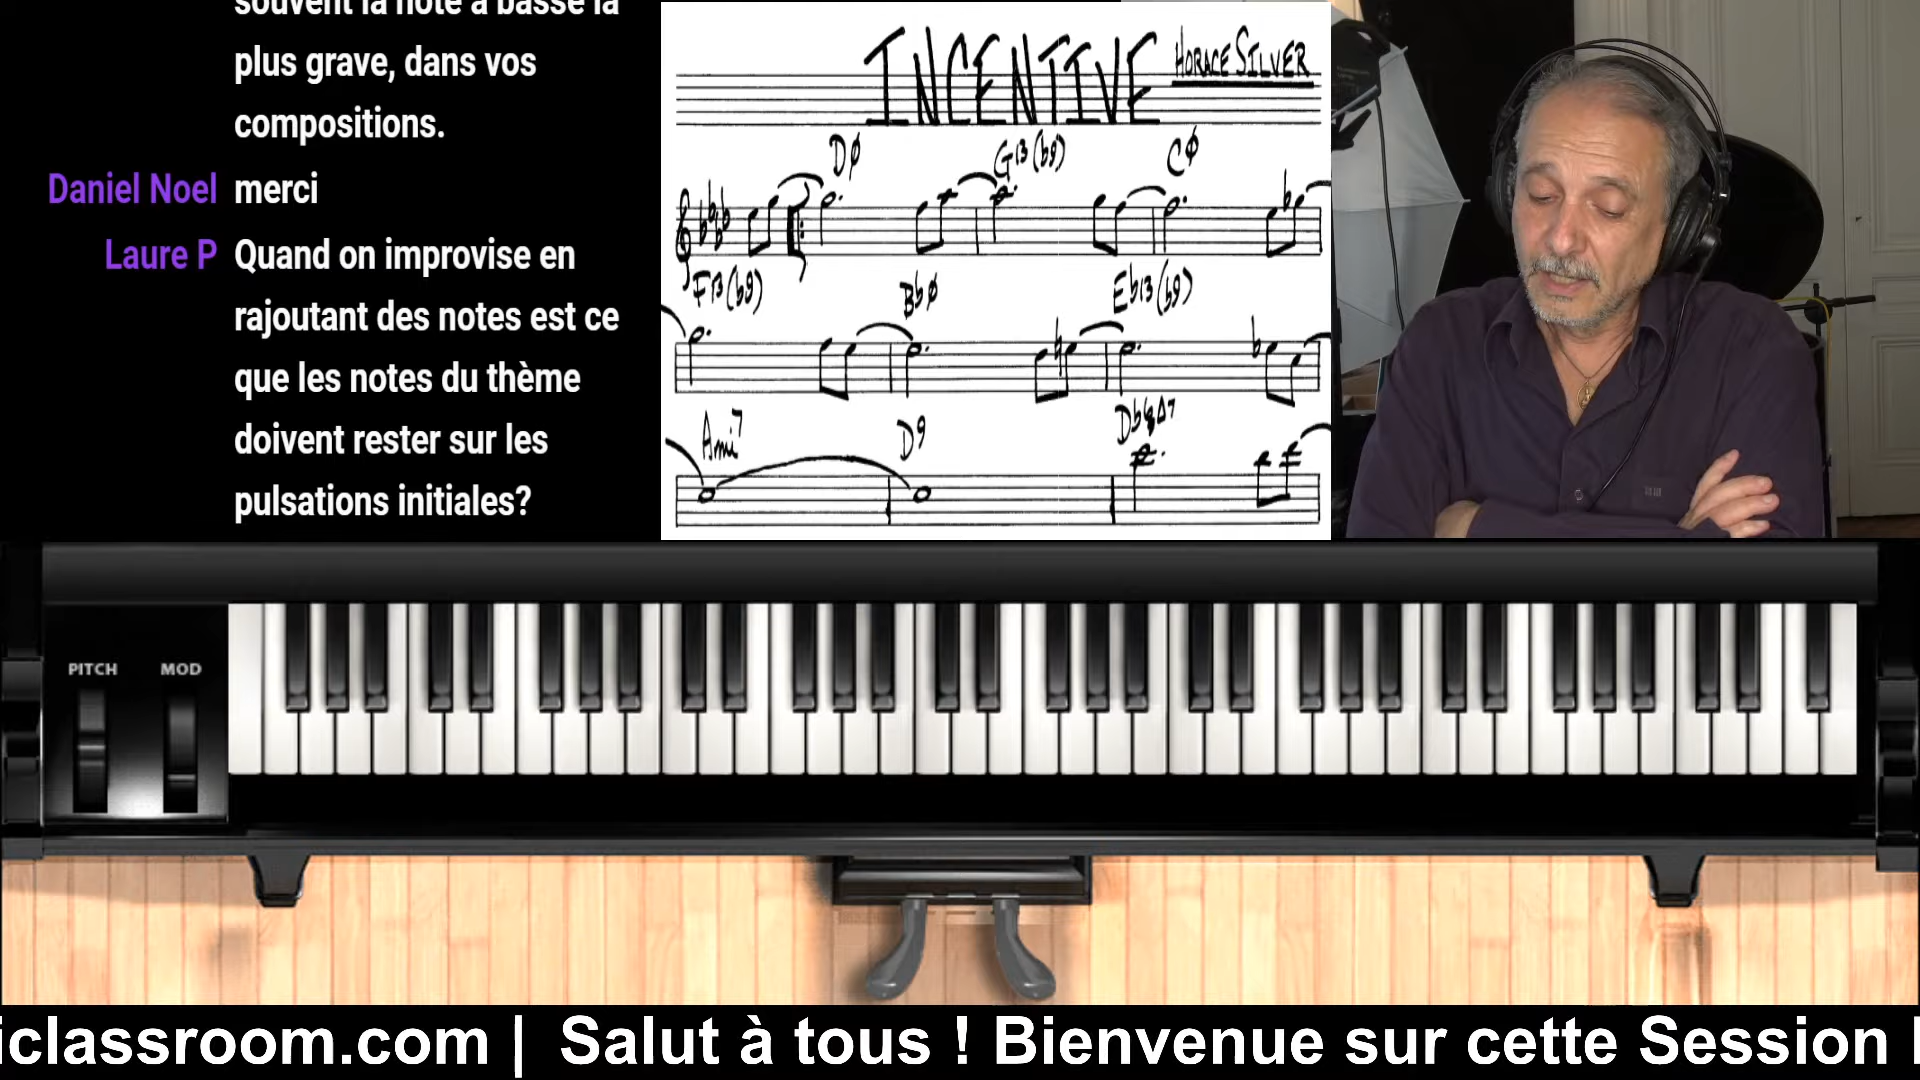 souvent la note à basse la
plus grave, dans vos
compositions.
Daniel Noel merci
Laure P Quand on improvise en
rajoutant des notes est ce
que les notes du thème
doivent rester sur les
pulsations initiales?
INCENTIVE HORACE SILVER
DØ G13(b9) CØ
F13(b9) BbØ Eb13(b9)
Ami7 D9
PITCH MOD
iclassroom.com | Salut à tous ! Bienvenue sur cette Session